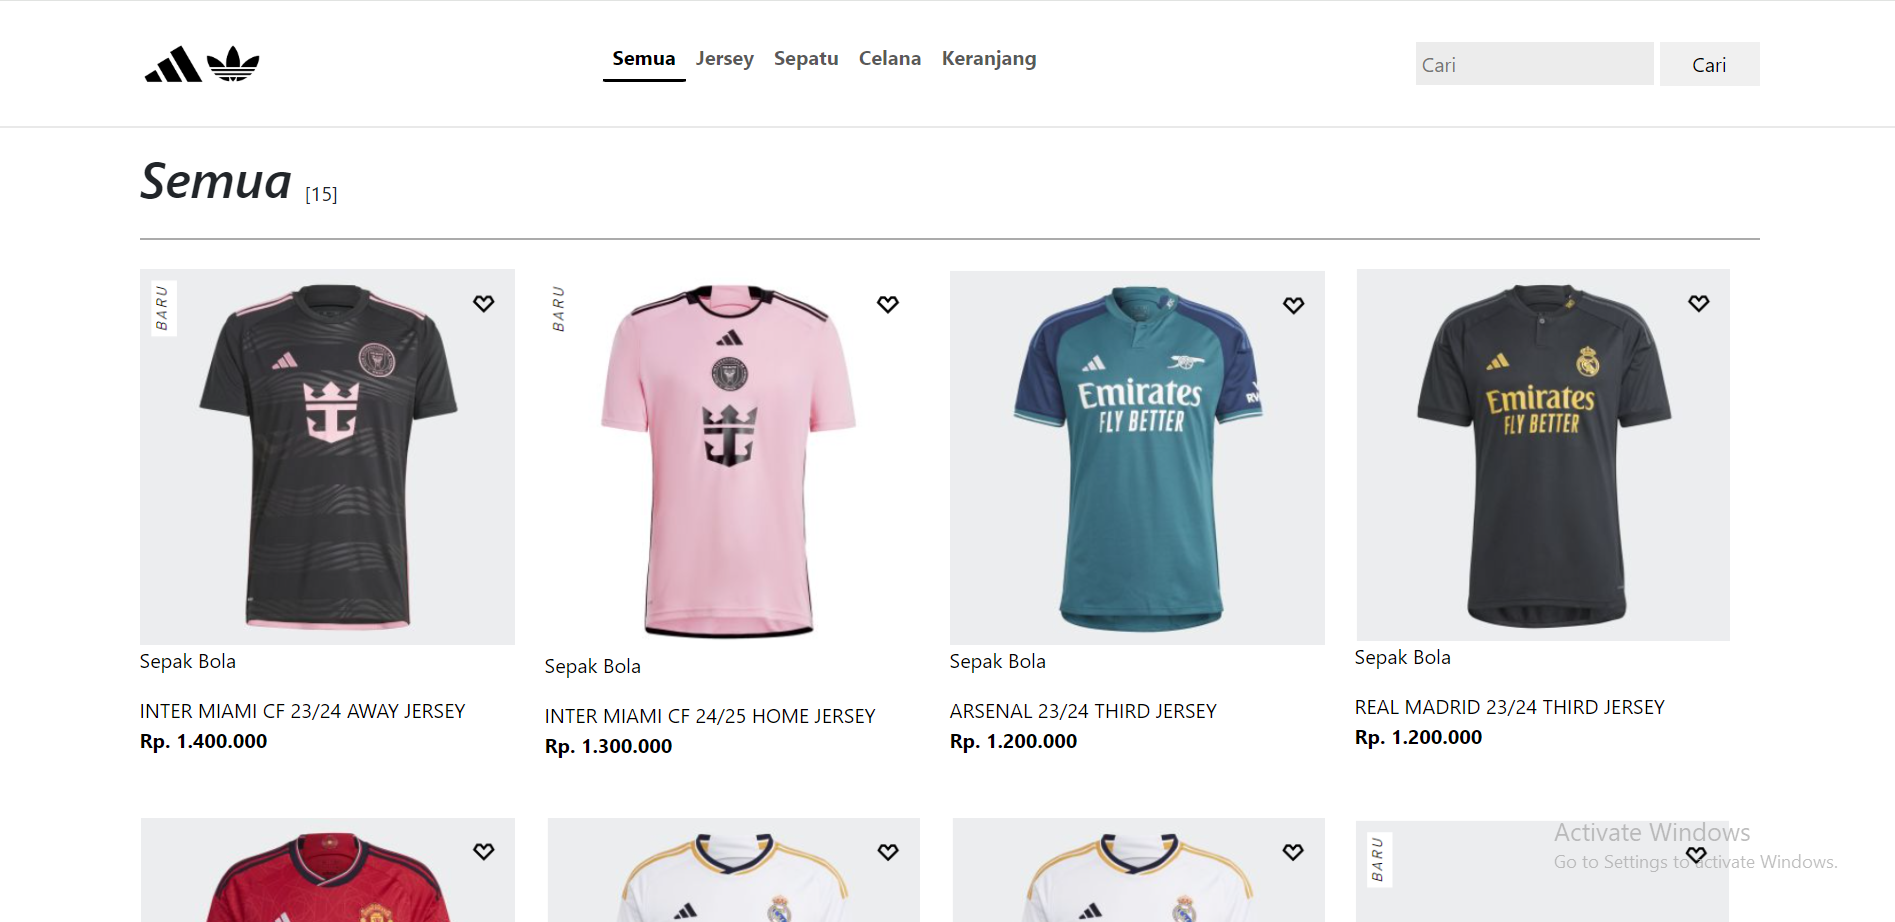 Semua Jersey Sepatu Celana Keranjang
Cari Cari
Semua [15]
BARU
BARU
Emirates
FLY BETTER
Emirates
FLY BETTER
Sepak Bola
INTER MIAMI CF 23/24 AWAY JERSEY
Rp. 1.400.000
Sepak Bola
INTER MIAMI CF 24/25 HOME JERSEY
Rp. 1.300.000
Sepak Bola
ARSENAL 23/24 THIRD JERSEY
Rp. 1.200.000
Sepak Bola
REAL MADRID 23/24 THIRD JERSEY
Rp. 1.200.000
BARU
Activate Windows
Go to Settings to activate Windows.